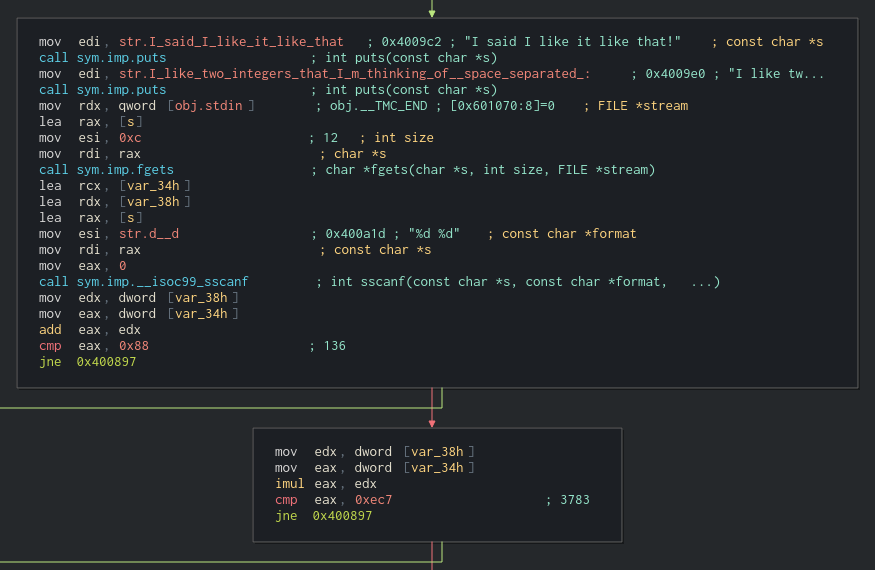 mov edi, str.I_said_I_like_it_like_that ; 0x4009c2 ; "I said I like it like that!" ; const char *s
call sym.imp.puts ; int puts(const char *s)
mov edi, str.I_like_two_integers_that_I_m_thinking_of__space_separated_: ; 0x4009e0 ; "I like tw...
call sym.imp.puts ; int puts(const char *s)
mov rdx, qword [obj.stdin] ; obj.__TMC_END ; [0x601070:8]=0 ; FILE *stream
lea rax, [s]
mov esi, 0xc ; 12 ; int size
mov rdi, rax ; char *s
call sym.imp.fgets ; char *fgets(char *s, int size, FILE *stream)
lea rcx, [var_34h]
lea rdx, [var_38h]
lea rax, [s]
mov esi, str.d__d ; 0x400a1d ; "%d %d" ; const char *format
mov rdi, rax ; const char *s
mov eax, 0
call sym.imp.__isoc99_sscanf ; int sscanf(const char *s, const char *format, ...)
mov edx, dword [var_38h]
mov eax, dword [var_34h]
add eax, edx
cmp eax, 0x88 ; 136
jne 0x400897
mov edx, dword [var_38h]
mov eax, dword [var_34h]
imul eax, edx
cmp eax, 0xec7 ; 3783
jne 0x400897